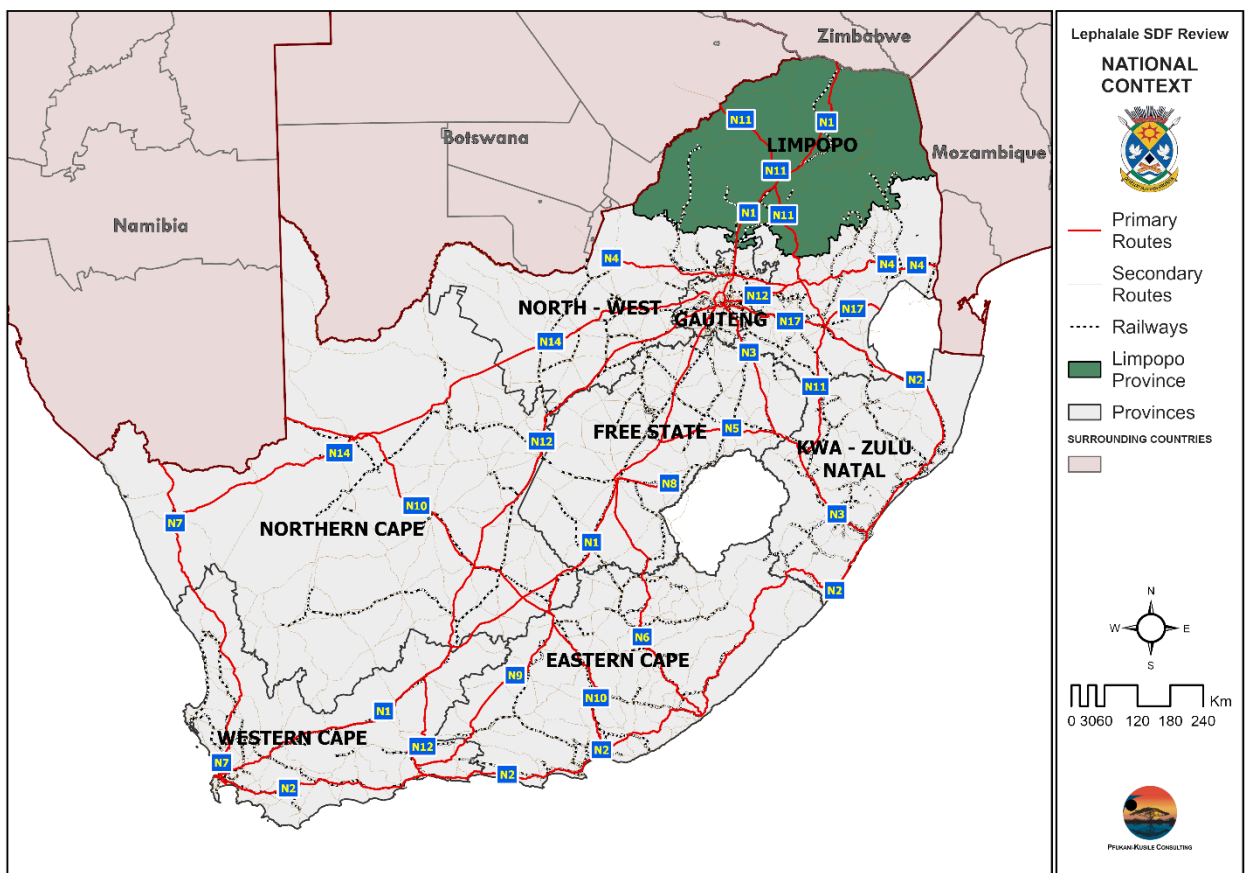 Zimbabwe
N11
N1
LIMPOPO
Botswana
Mozambique
N11
Namibia
N1
N11
N4
N4
N4
NORTH - WEST
N12
N17
GAUTENG
N17
N14
N3
N2
N11
FREE STATE
N5
N12
KWA - ZULU
NATAL
N14
N8
N10
N3
N7
NORTHERN CAPE
N1
N2
N6
EASTERN CAPE
N9
N10
N1
WESTERN CAPE
N12
N2
N7
N2
N2
Lephalale SDF Review
NATIONAL
CONTEXT
Primary
Routes
Secondary
Routes
Railways
Limpopo
Province
Provinces
SURROUNDING COUNTRIES
N
W E
S
Km
0 3060 120 180 240
PFUKANI-KUSILE CONSULTING